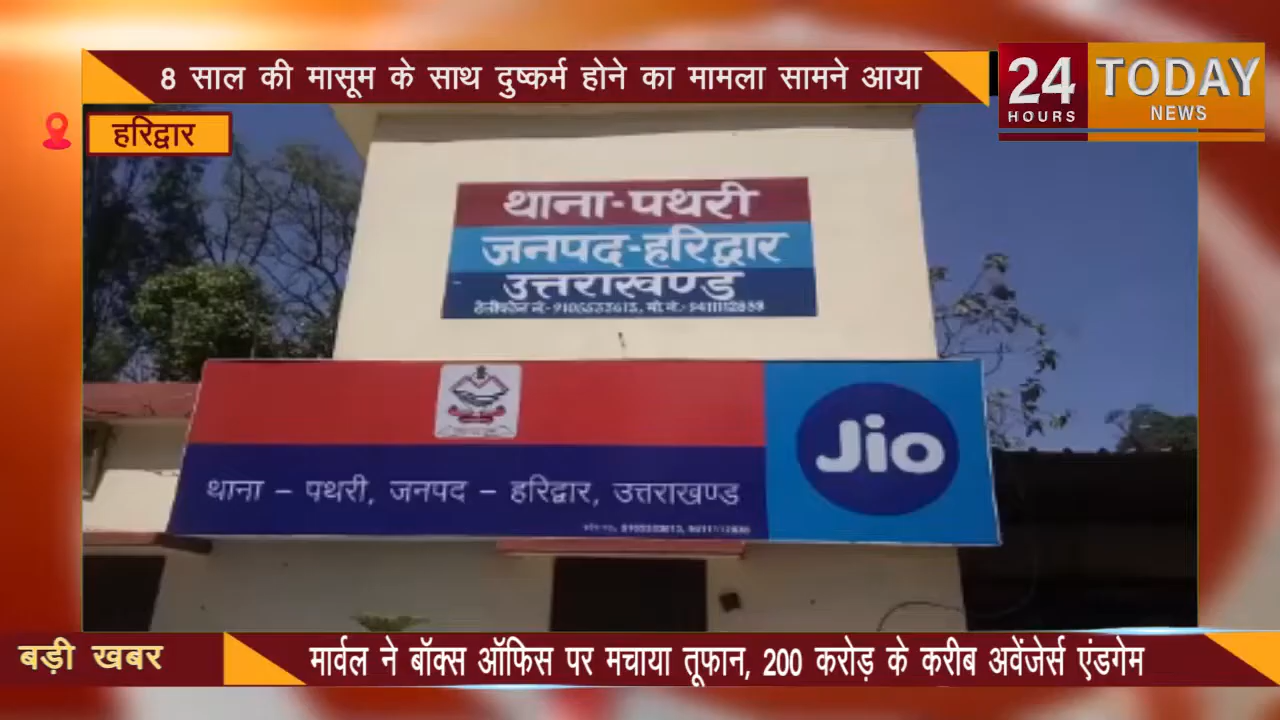 8 साल की मासूम के साथ दुष्कर्म होने का मामला सामने आया
24 HOURS
TODAY NEWS
हरिद्वार
थाना-पथरी
जनपद-हरिद्वार
उत्तराखण्ड
Jio
थाना – पथरी, जनपद – हरिद्वार, उत्तराखण्ड
बड़ी खबर
मार्वल ने बॉक्स ऑफिस पर मचाया तूफान, 200 करोड़ के करीब अवेंजेर्स एंडगेम